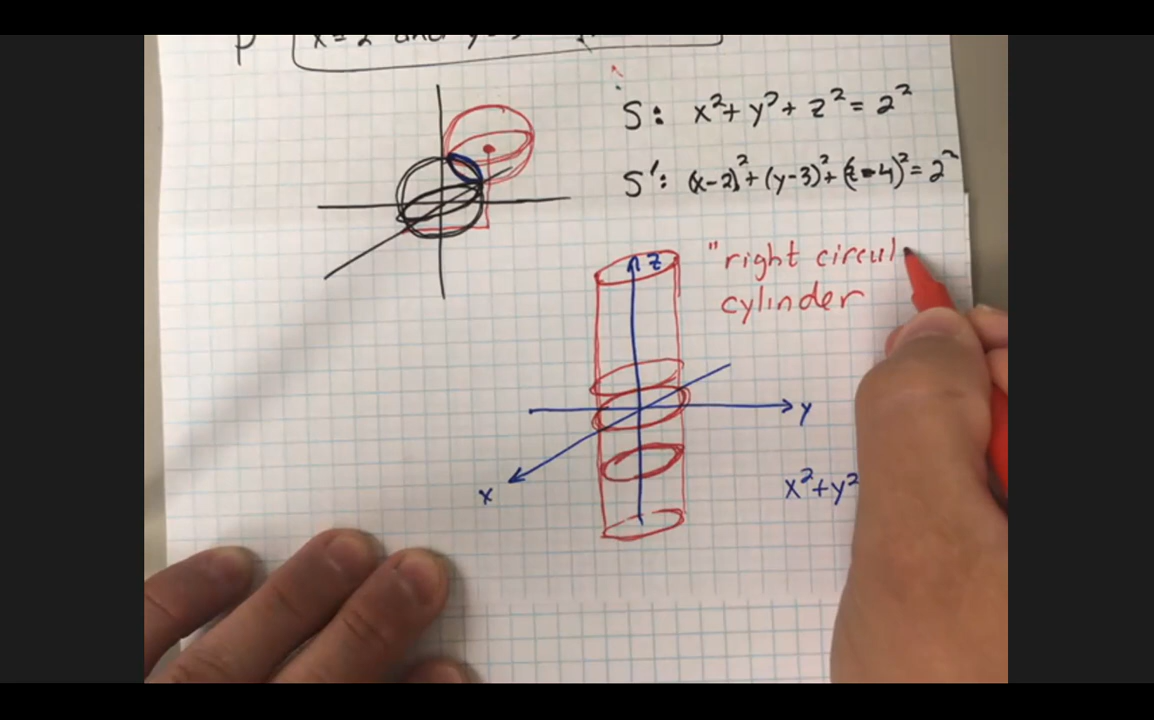 S: x²+ y²+ z²= 2²
S': (x-2)²+(y-3)²+(z-4)²= 2²
"right circul
cylinder
z
y
x
x²+y²